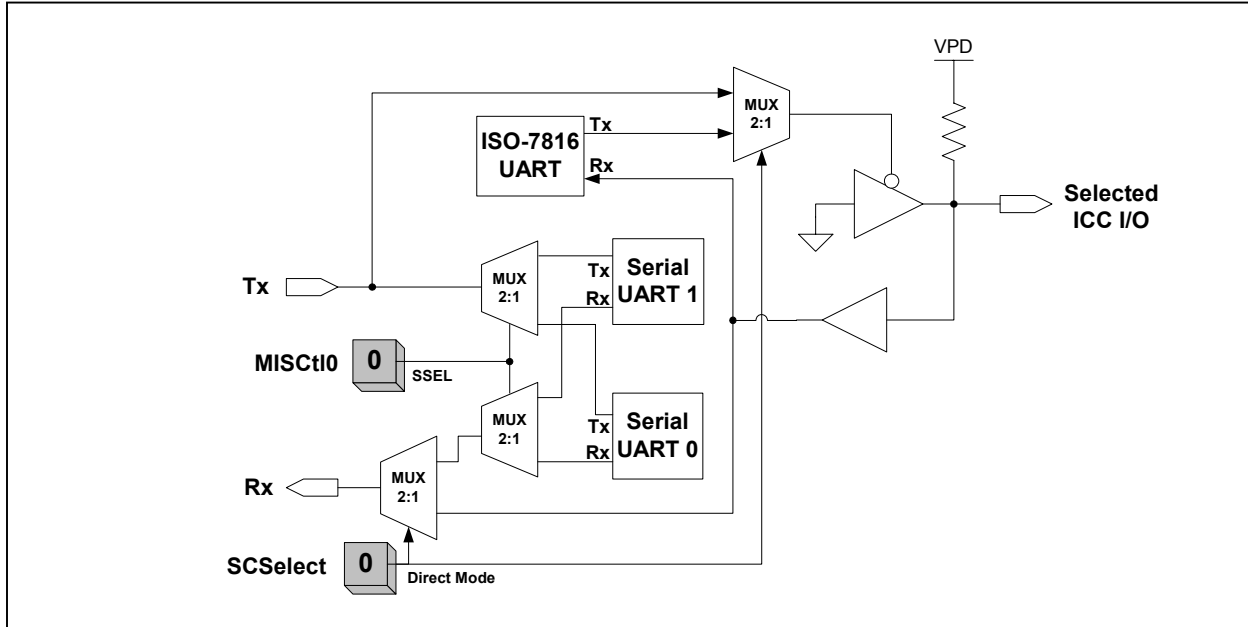 VPD
MUX
2:1
Tx
ISO-7816
UART
Rx
Selected
ICC I/O
MUX
2:1
Tx
Serial
UART 1
Rx
Tx
MISCtl0
0
SSEL
MUX
2:1
Tx
Serial
UART 0
Rx
MUX
2:1
Rx
SCSelect
0
Direct Mode